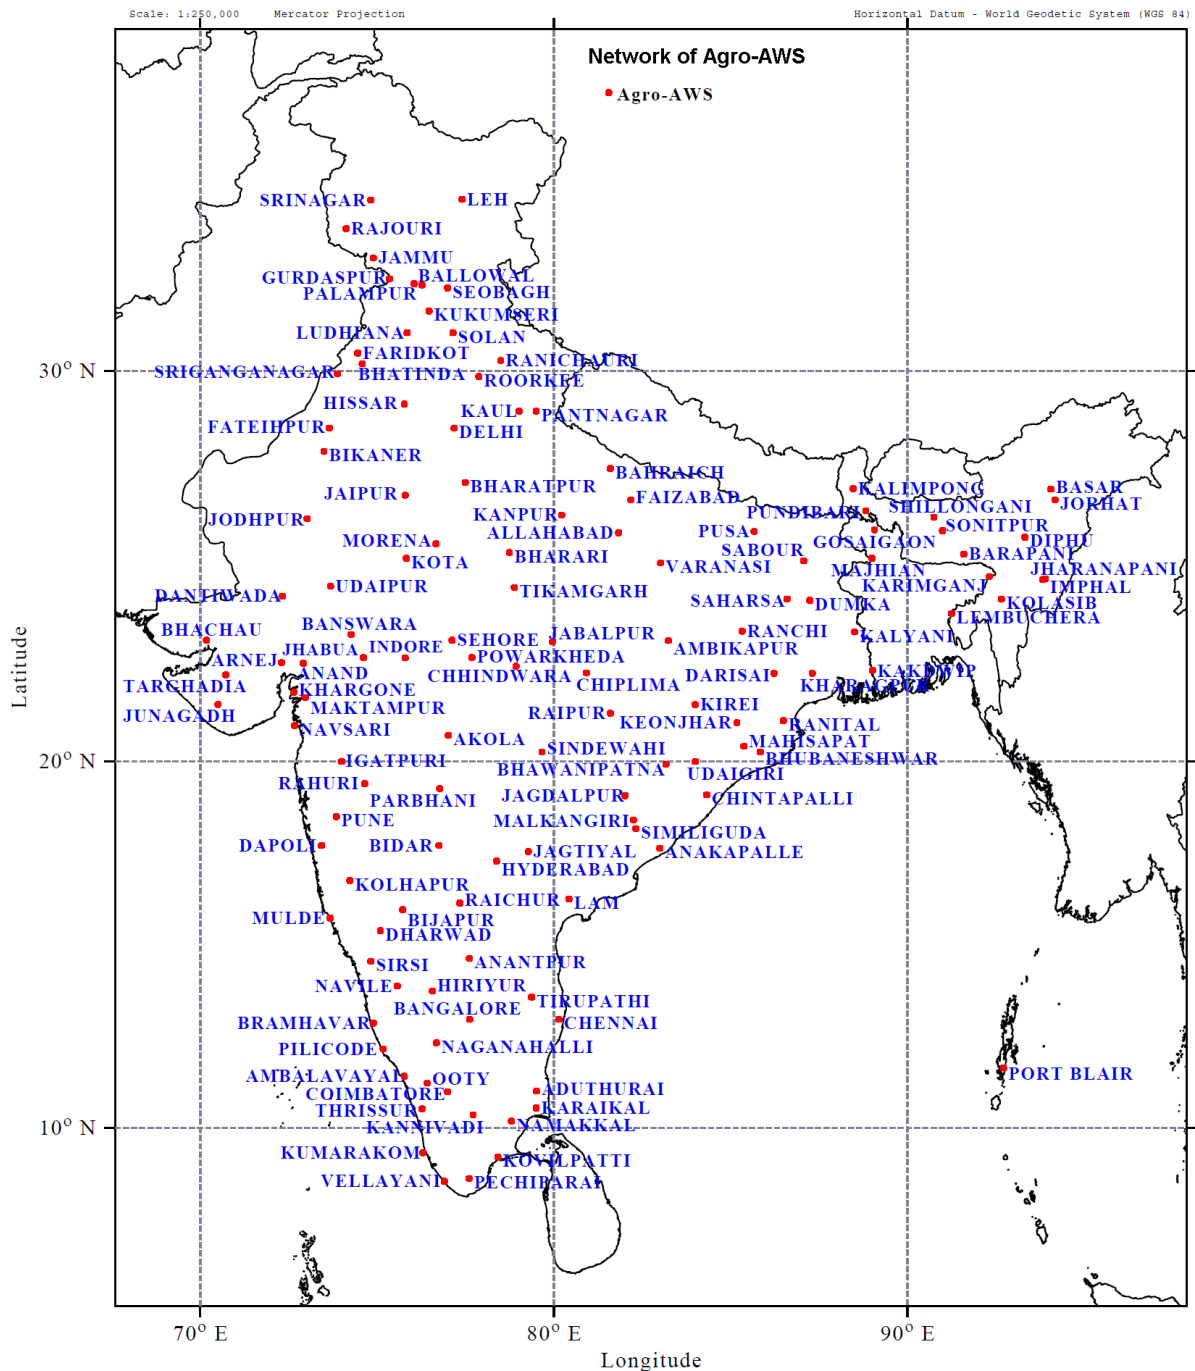 Scale: 1:250,000 Mercator Projection Horizontal Datum - World Geodetic System (WGS 84)
Network of Agro-AWS
Agro-AWS
SRINAGAR
LEH
RAJOURI
JAMMU
GURDASPUR
BALLOWAL
PALAMPUR
SEOBAGH
KUKUMSERI
LUDHIANA
SOLAN
FARIDKOT
RANICHAURI
30° N
SRIGANGANAGAR
BHATINDA
ROORKEE
HISSAR
KAUL
PANTNAGAR
FATEIHPUR
DELHI
BIKANER
BAHRAICH
JAIPUR
BHARATPUR
FAIZABAD
KALIMPONG
BASAR
JORHAT
JODHPUR
KANPUR
PUNDIBARI
SHILLONGANI
ALLAHABAD
PUSA
SONITPUR
MORENA
GOSAIGAON
DIPHU
KOTA
BHARARI
SABOUR
BARAPANI
VARANASI
MAJHIAN
JHARANAPANI
UDAIPUR
TIKAMGARH
KARIMGANJ
IMPHAL
DANTIWADA
SAHARSA
DUMKA
KOLASIB
BANSWARA
LEMBUCHERA
BHACHAU
SEHORE
JABALPUR
RANCHI
KALYANI
JHABUA
INDORE
AMBIKAPUR
ARNEJ
ANAND
POWARKHEDA
CHHINDWARA
DARISAI
KAKDWIP
TARGHADIA
KHARGONE
CHIPLIMA
KHARAGPUR
JUNAGADH
MAKTAMPUR
RAIPUR
KIREI
NAVSARI
KEONJHAR
RANITAL
AKOLA
SINDEWAHI
MAHISAPAT
20° N
IGATPURI
BHAWANIPATNA
UDAIGIRI
BHUBANESHWAR
RAHURI
PARBHANI
JAGDALPUR
CHINTAPALLI
PUNE
MALKANGIRI
SIMILIGUDA
DAPOLI
BIDAR
JAGTIYAL
ANAKAPALLE
HYDERABAD
KOLHAPUR
RAICHUR
LAM
MULDE
BIJAPUR
DHARWAD
SIRSI
ANANTPUR
NAVILE
HIRIYUR
TIRUPATHI
BANGALORE
BRAMHAVAR
CHENNAI
PILICODE
NAGANAHALLI
AMBALAVAYAL
OOTY
PORT BLAIR
COIMBATORE
ADUTHURAI
THRISSUR
KARAIKAL
10° N
KANNIVADI
NAMAKKAL
KUMARAKOM
KOVILPATTI
VELLAYANI
PECHIPARAI
Latitude
70° E 80° E 90° E
Longitude